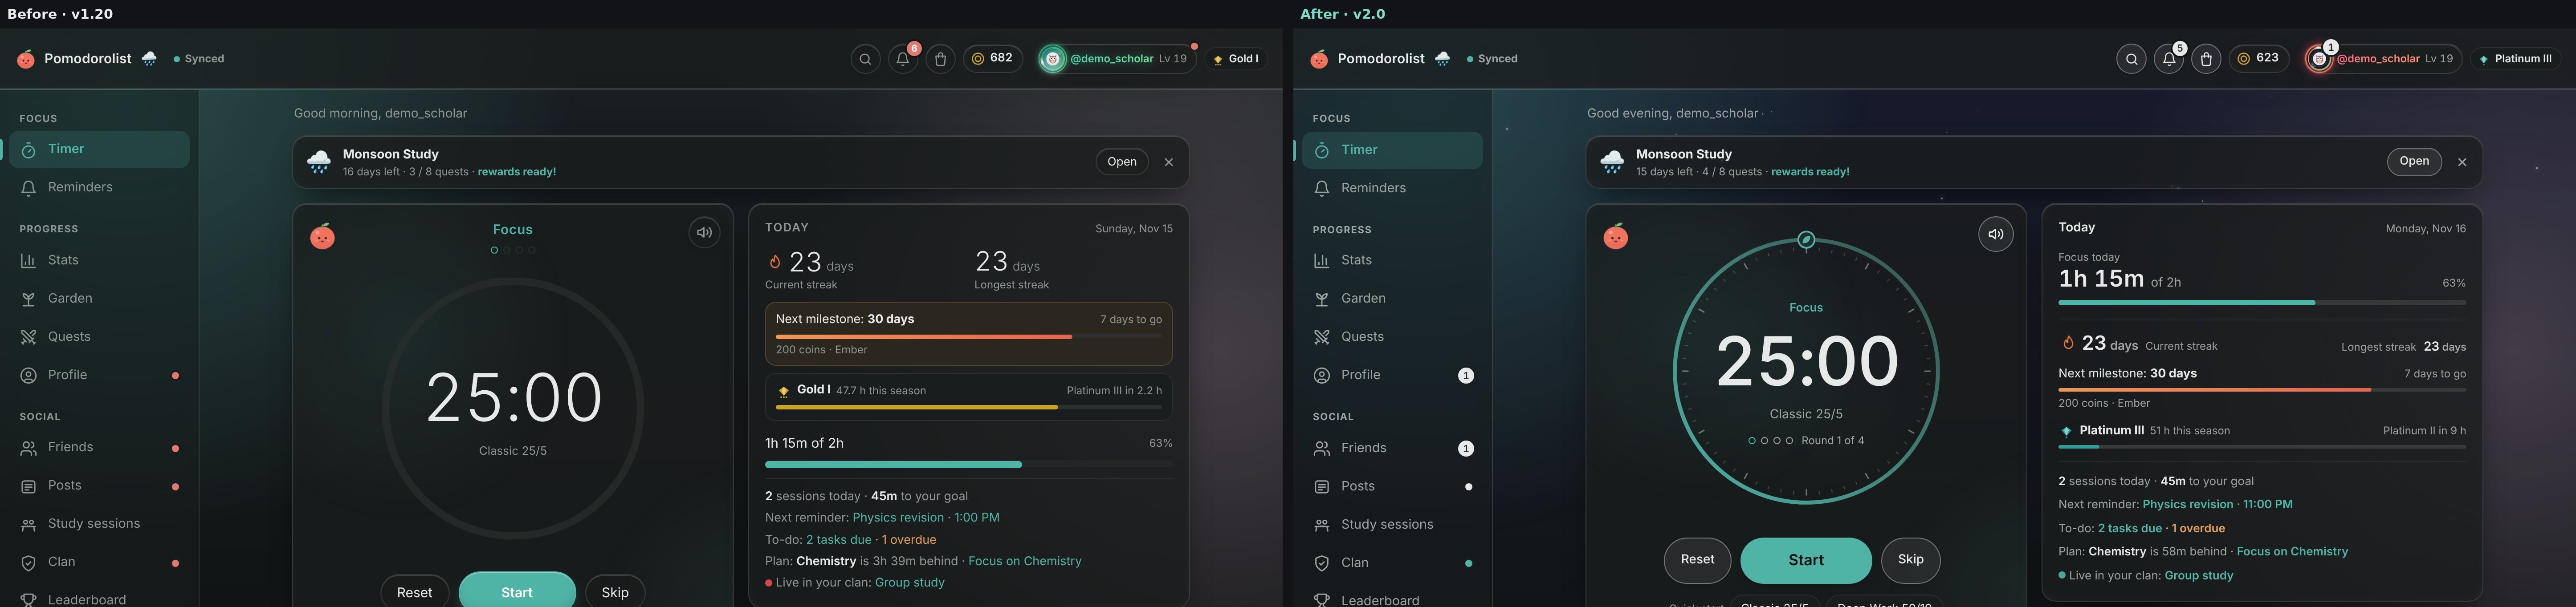 Before · v1.20
Pomodorolist
Synced
6
682
@demo_scholar Lv 19
Gold I
FOCUS
Timer
Reminders
PROGRESS
Stats
Garden
Quests
Profile
SOCIAL
Friends
Posts
Study sessions
Clan
Leaderboard
Good morning, demo_scholar
Monsoon Study
16 days left · 3 / 8 quests · rewards ready!
Open
Focus
25:00
Classic 25/5
Reset
Start
Skip
TODAY
Sunday, Nov 15
23 days
Current streak
23 days
Longest streak
Next milestone: 30 days
7 days to go
200 coins · Ember
Gold I 47.7 h this season
Platinum III in 2.2 h
1h 15m of 2h
63%
2 sessions today · 45m to your goal
Next reminder: Physics revision · 1:00 PM
To-do: 2 tasks due · 1 overdue
Plan: Chemistry is 3h 39m behind · Focus on Chemistry
Live in your clan: Group study
After · v2.0
Pomodorolist
Synced
5
623
1
@demo_scholar Lv 19
Platinum III
FOCUS
Timer
Reminders
PROGRESS
Stats
Garden
Quests
Profile
1
SOCIAL
Friends
1
Posts
Study sessions
Clan
Leaderboard
Good evening, demo_scholar
Monsoon Study
15 days left · 4 / 8 quests · rewards ready!
Open
Focus
25:00
Classic 25/5
Round 1 of 4
Reset
Start
Skip
Quick start
Classic 25/5
Deep Work 50/10
Today
Monday, Nov 16
Focus today
1h 15m of 2h
63%
23 days Current streak
Longest streak 23 days
Next milestone: 30 days
7 days to go
200 coins · Ember
Platinum III 51 h this season
Platinum II in 9 h
2 sessions today · 45m to your goal
Next reminder: Physics revision · 11:00 PM
To-do: 2 tasks due · 1 overdue
Plan: Chemistry is 58m behind · Focus on Chemistry
Live in your clan: Group study